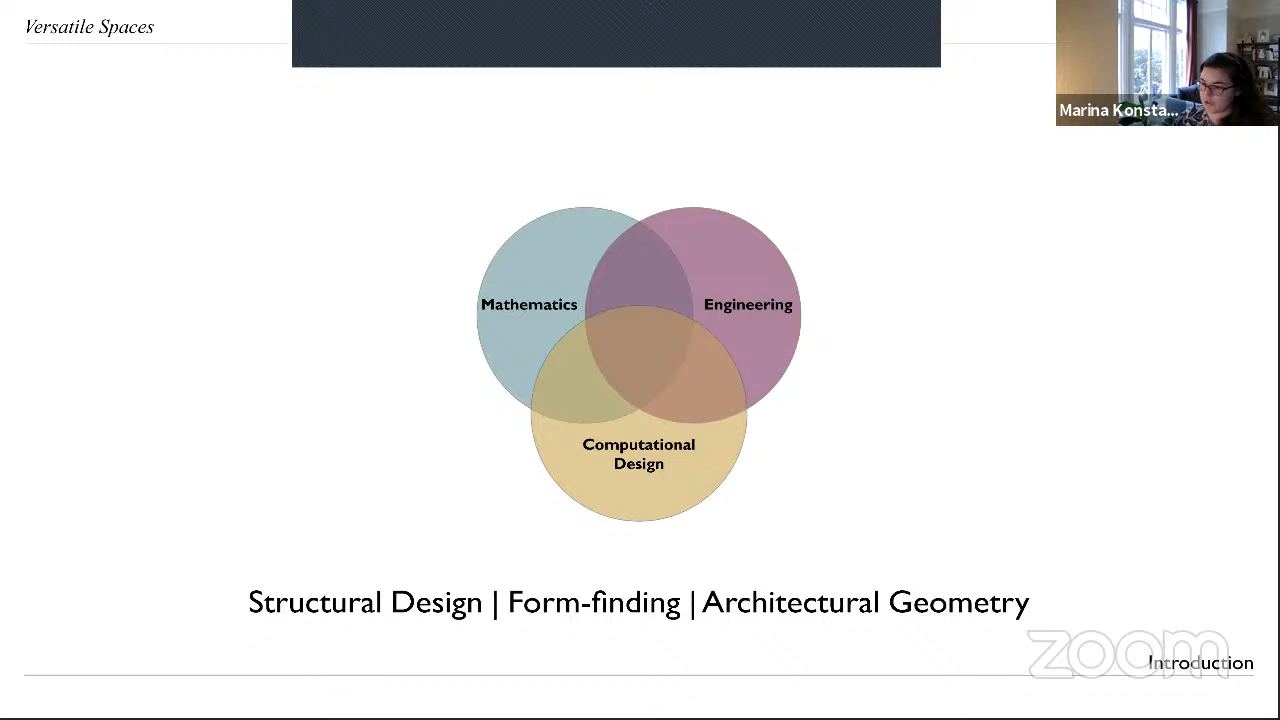 Versatile Spaces
Marina Konsta...
Mathematics
Engineering
Computational
Design
Structural Design | Form-finding | Architectural Geometry
zoom
Introduction